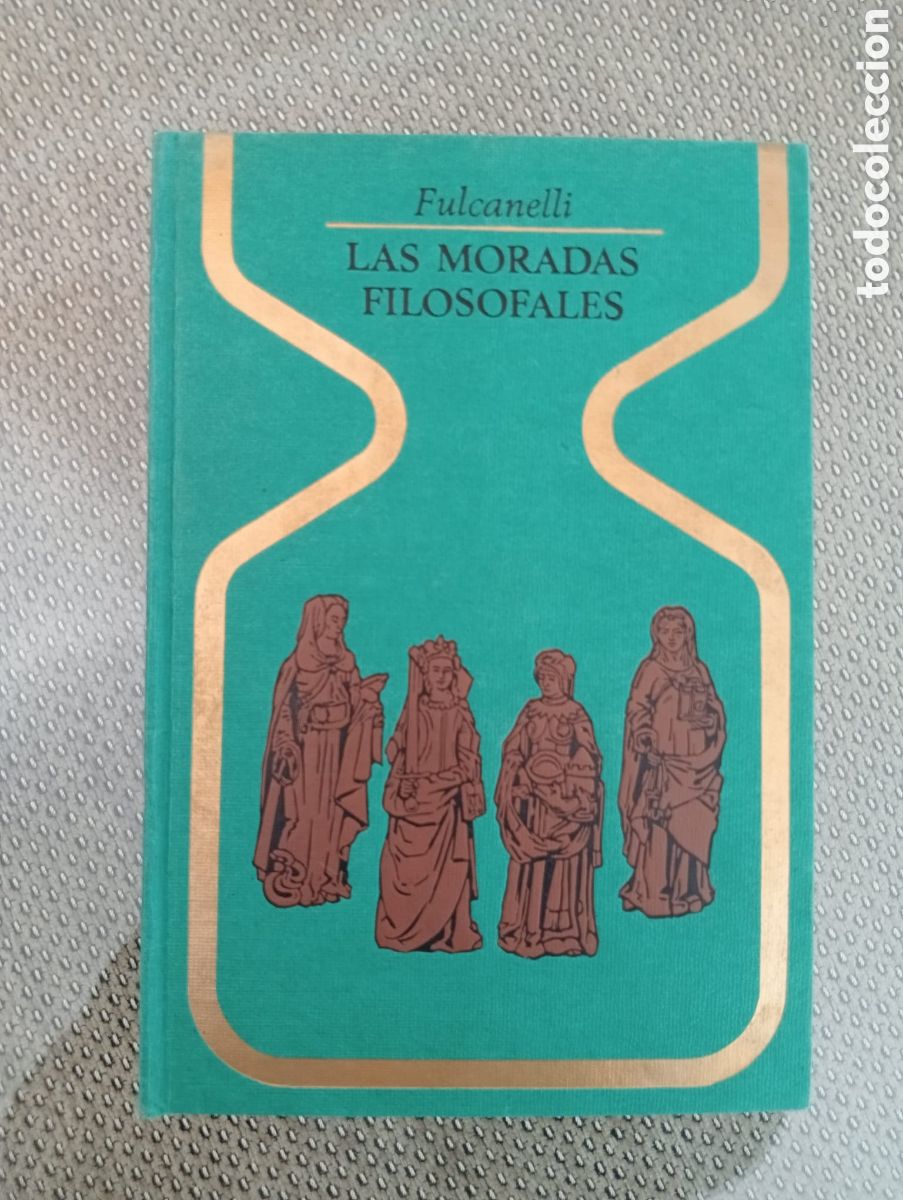 Fulcanelli
LAS MORADAS
FILOSOFALES
todocoleccion